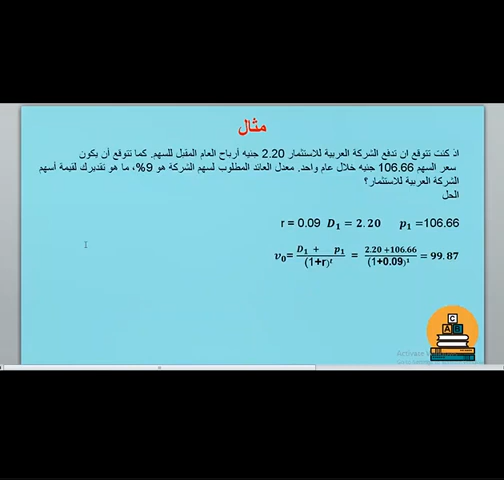 مثال
اذ كنت تتوقع ان تدفع الشركة العربية للاستثمار 2.20 جنيه أرباح العام المقبل للسهم. كما تتوقع أن يكون
سعر السهم 106.66 جنيه خلال عام واحد. معدل العائد المطلوب لسهم الشركة هو 9%، ما هو تقديرك لقيمة أسهم
الشركة العربية للاستثمار؟
الحل
r = 0.09 D₁ = 2.20 p₁ =106.66
v₀= (D₁ + p₁)/(1+r)ᵗ = (2.20 +106.66)/(1+0.09)¹ = 99.87
C
A B
Activate